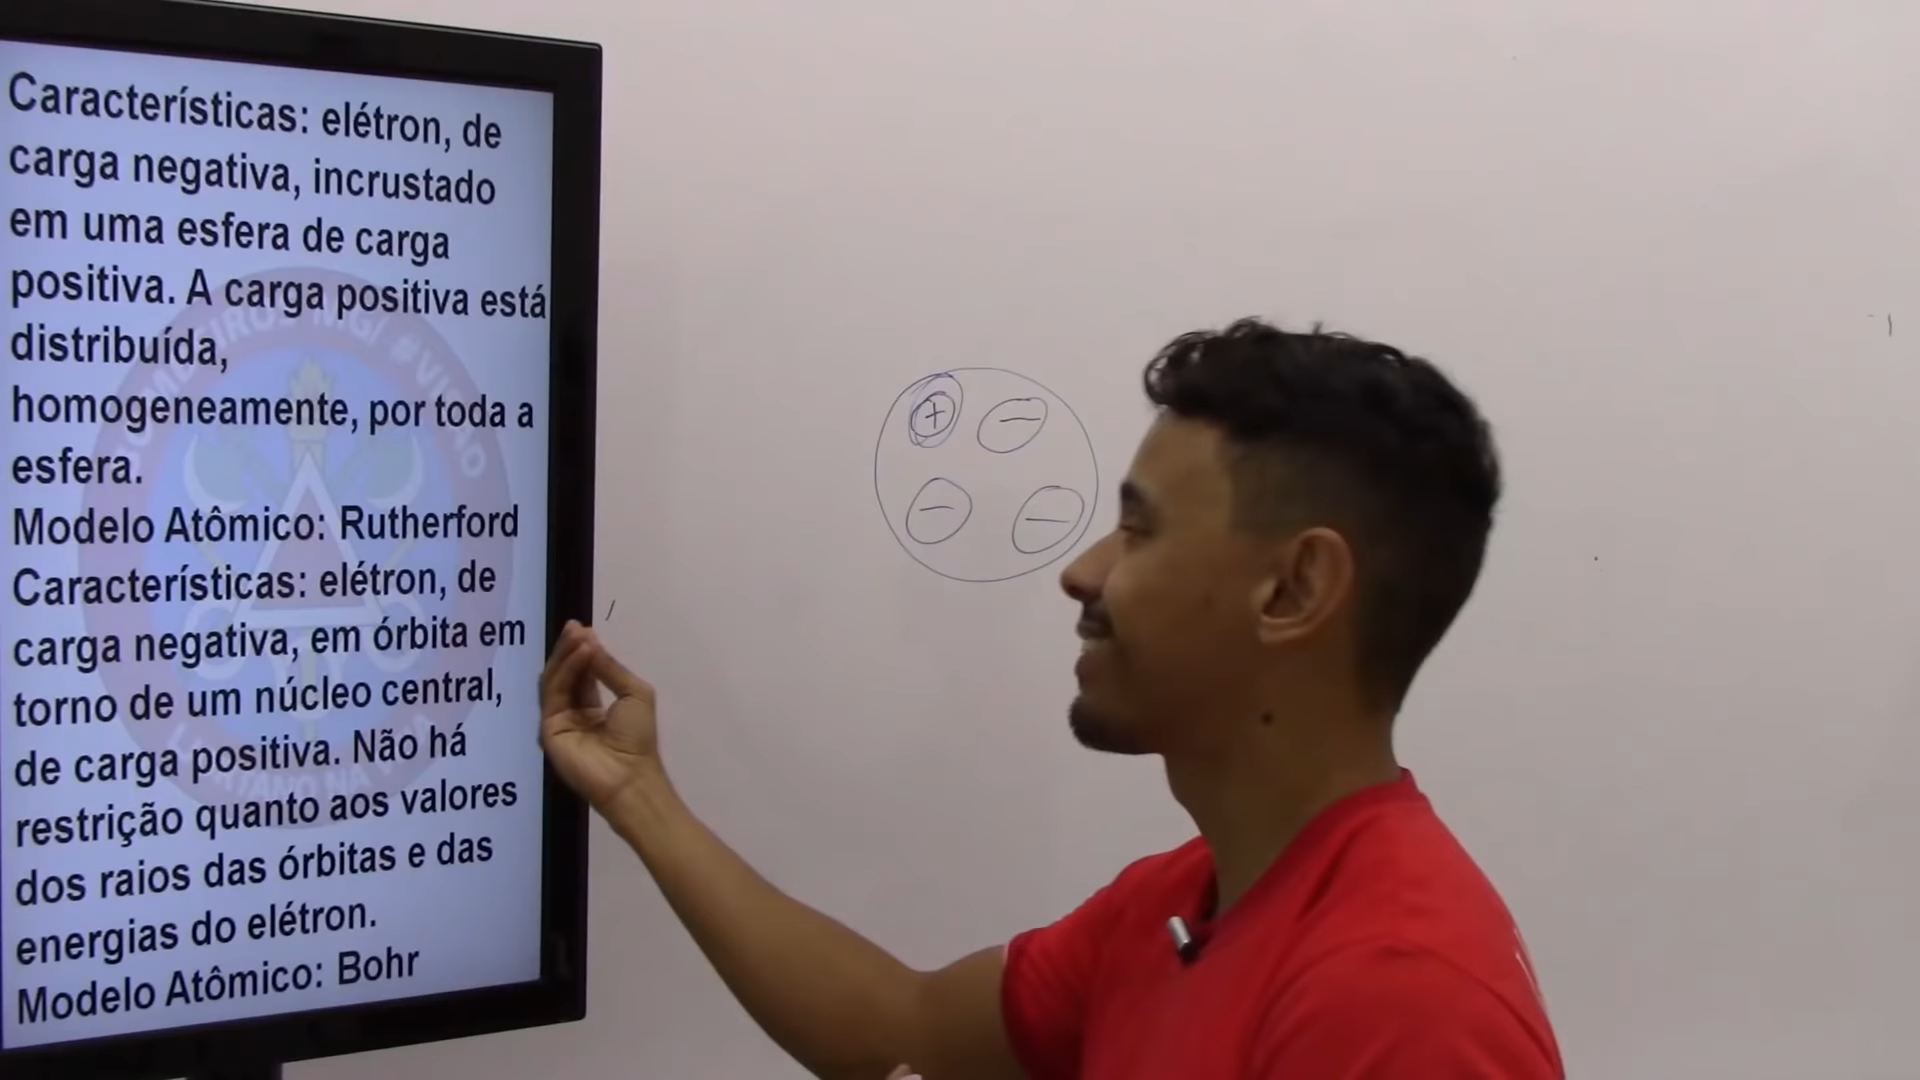 Características: elétron, de
carga negativa, incrustado
em uma esfera de carga
positiva. A carga positiva está
distribuída,
homogeneamente, por toda a
esfera.
Modelo Atômico: Rutherford
Características: elétron, de
carga negativa, em órbita em
torno de um núcleo central,
de carga positiva. Não há
restrição quanto aos valores
dos raios das órbitas e das
energias do elétron.
Modelo Atômico: Bohr
+ −
− −